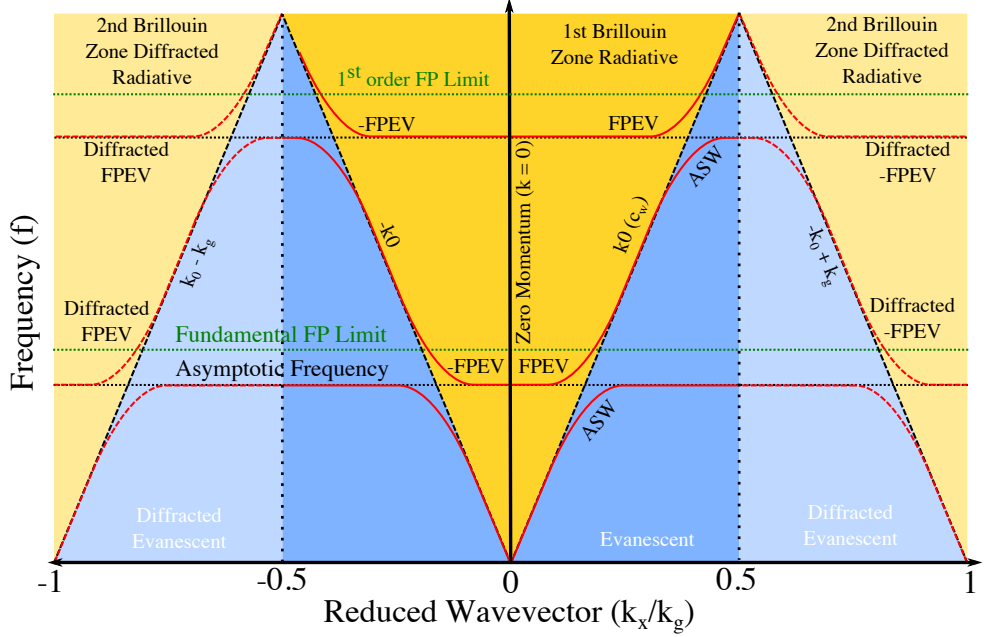 2nd Brillouin
Zone Diffracted
Radiative
1st Brillouin
Zone Radiative
2nd Brillouin
Zone Diffracted
Radiative
1st order FP Limit
-FPEV
FPEV
Diffracted
FPEV
ASW
Diffracted
-FPEV
Zero Momentum (k = 0)
k0 - kg
-k0
k0 (cw)
-k0 + kg
Diffracted
FPEV
Fundamental FP Limit
Diffracted
-FPEV
Asymptotic Frequency
-FPEV
FPEV
ASW
Diffracted
Evanescent
Evanescent
Diffracted
Evanescent
Frequency (f)
-1
-0.5
0
0.5
1
Reduced Wavevector (kx/kg)